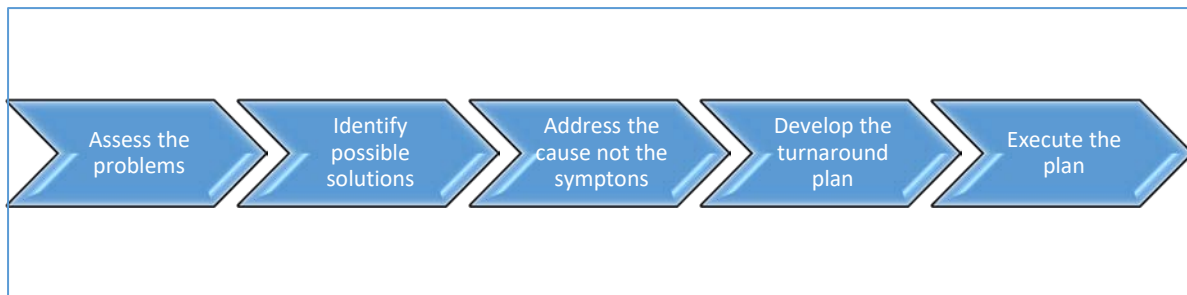 Assess the
problems
Identify
possible
solutions
Address the
cause not the
symptons
Develop the
turnaround
plan
Execute the
plan